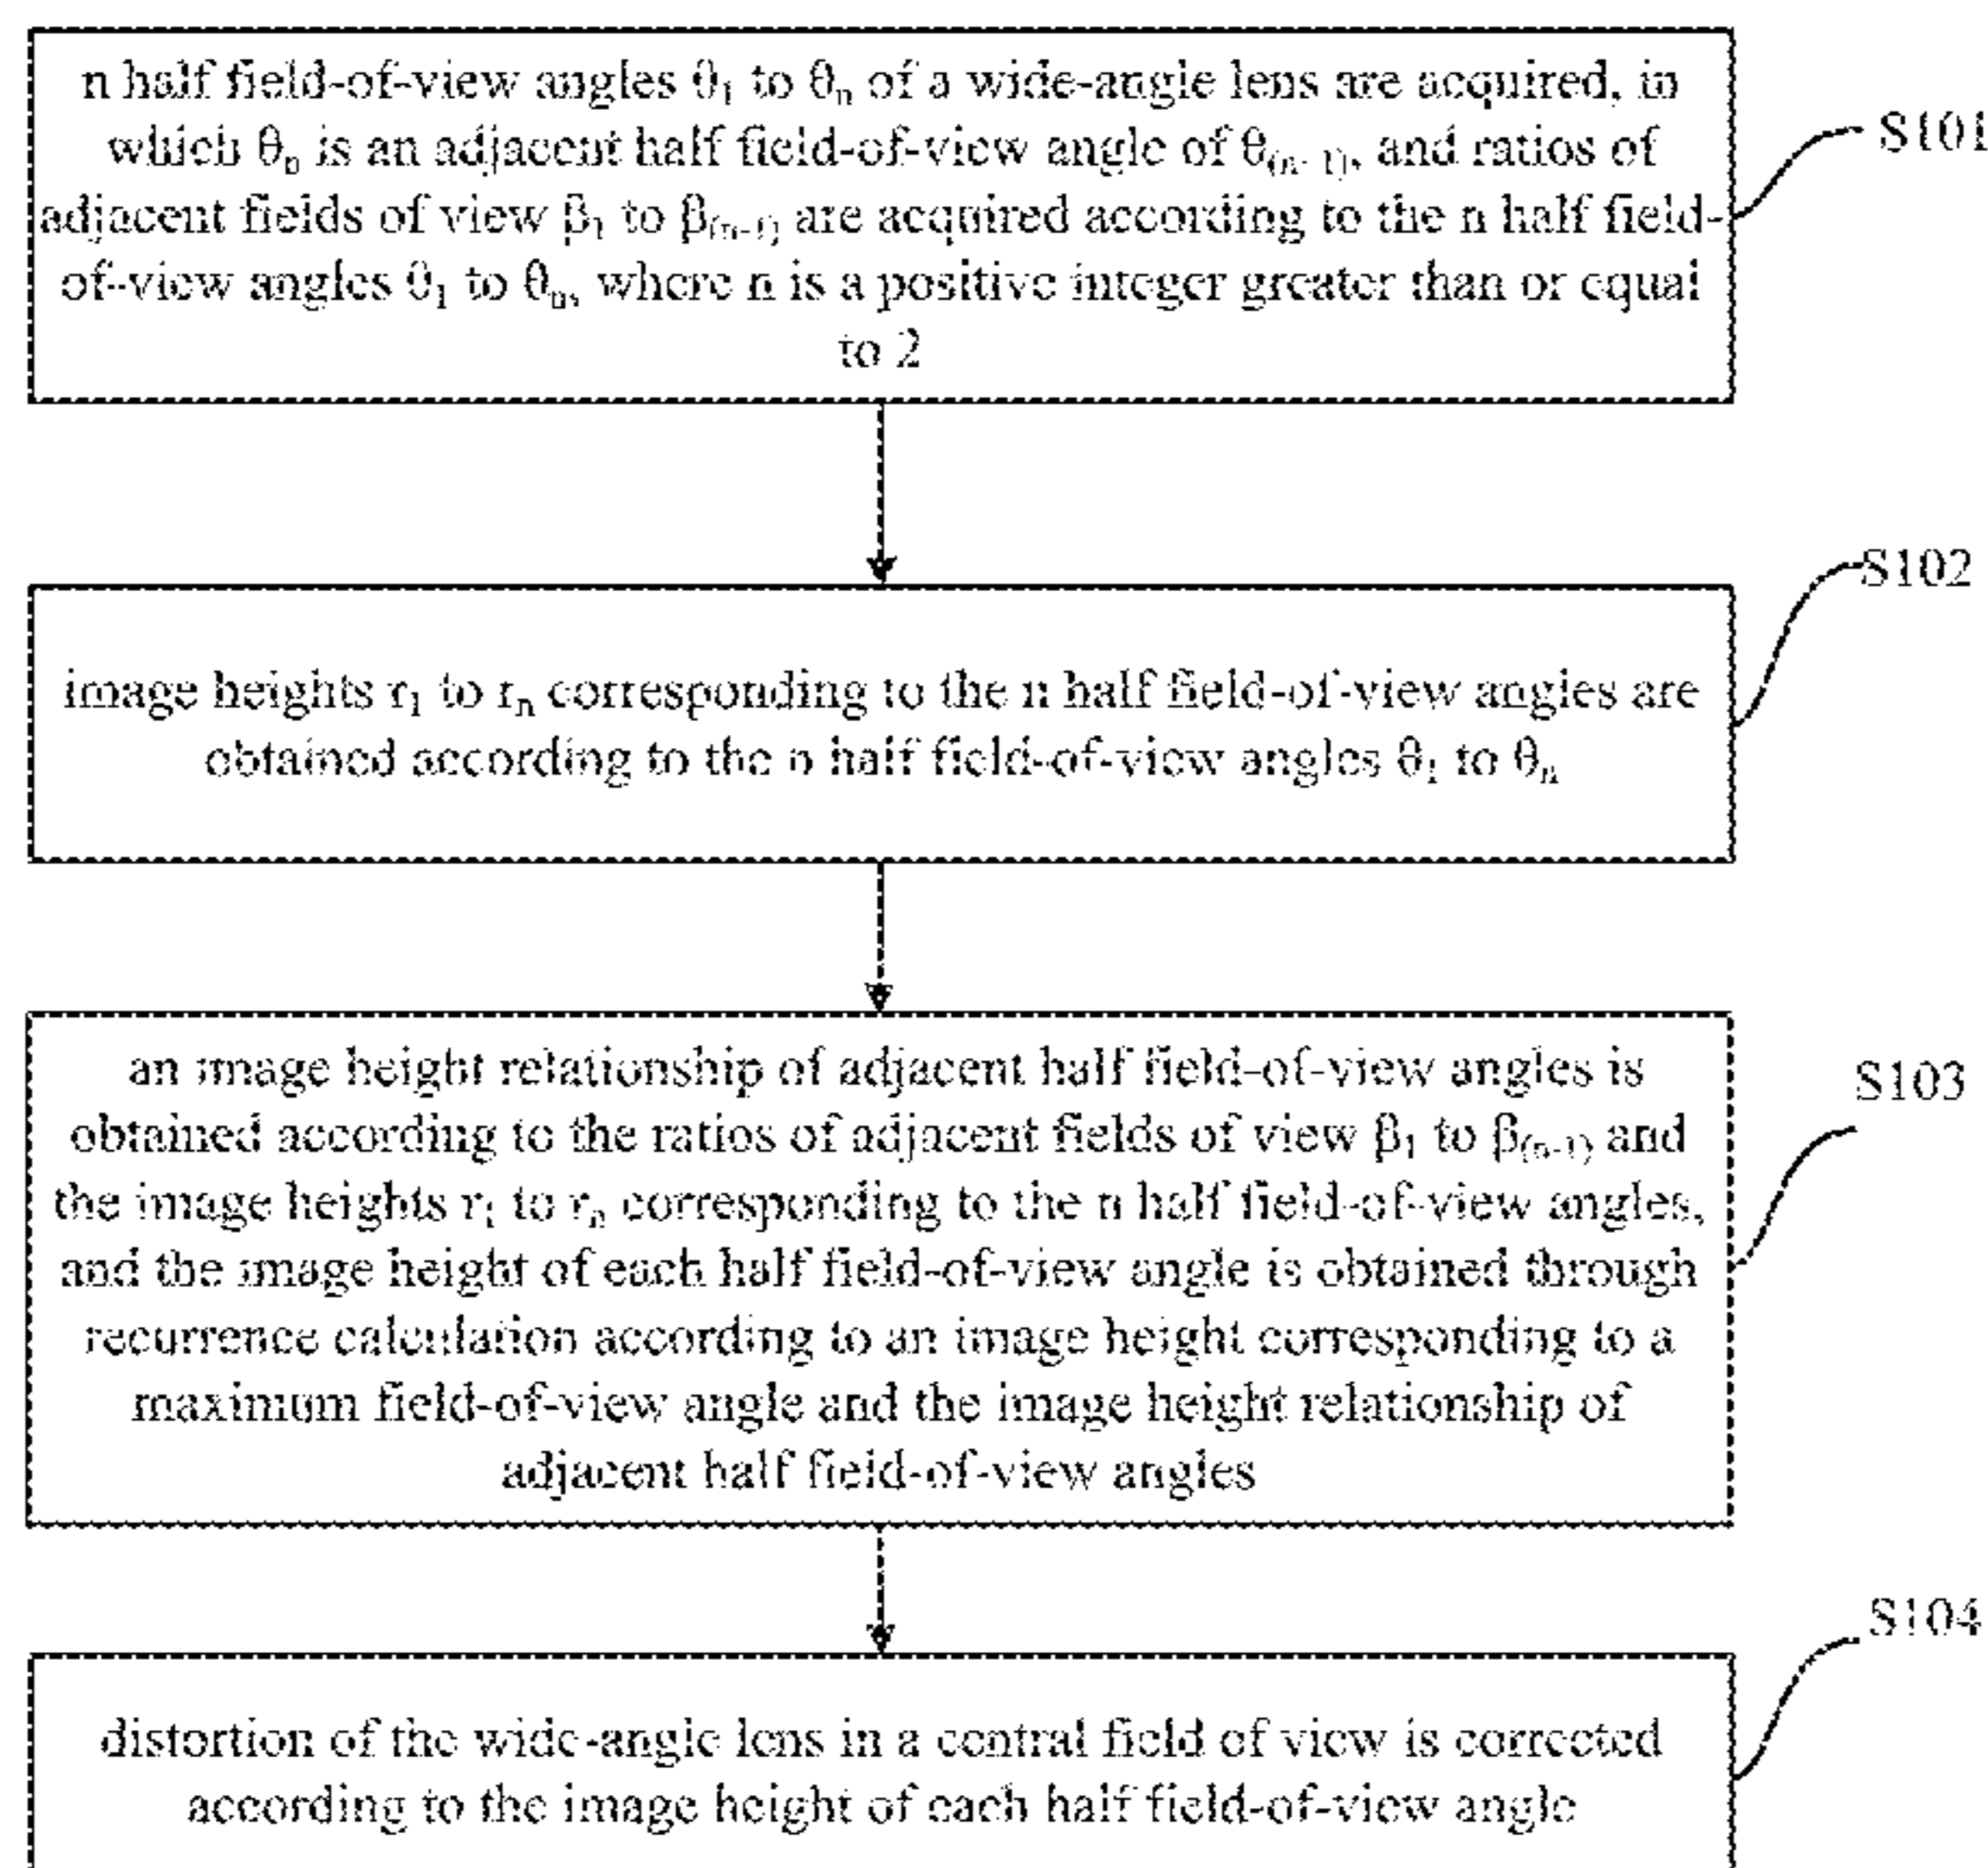 n half field-of-view angles θ₁ to θₙ of a wide-angle lens are acquired, in
which θₙ is an adjacent half field-of-view angle of θ₍ₙ₋₁₎, and ratios of
adjacent fields of view β₁ to β₍ₙ₋₁₎ are acquired according to the n half field-
of-view angles θ₁ to θₙ, where n is a positive integer greater than or equal
to 2
S101
S102
image heights r₁ to rₙ corresponding to the n half field-of-view angles are
obtained according to the n half field-of-view angles θ₁ to θₙ
an image height relationship of adjacent half field-of-view angles is
obtained according to the ratios of adjacent fields of view β₁ to β₍ₙ₋₁₎ and
the image heights r₁ to rₙ corresponding to the n half field-of-view angles,
and the image height of each half field-of-view angle is obtained through
recurrence calculation according to an image height corresponding to a
maximum field-of-view angle and the image height relationship of
adjacent half field-of-view angles
S103
S104
distortion of the wide-angle lens in a central field of view is corrected
according to the image height of each half field-of-view angle